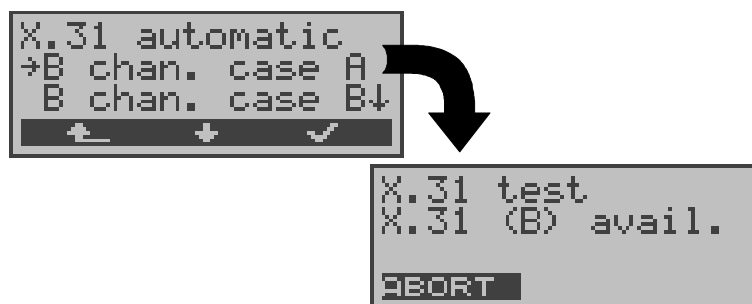 X.31 automatic
→B chan. case A
B chan. case B↓
X.31 test
X.31 (B) avail.
ABORT